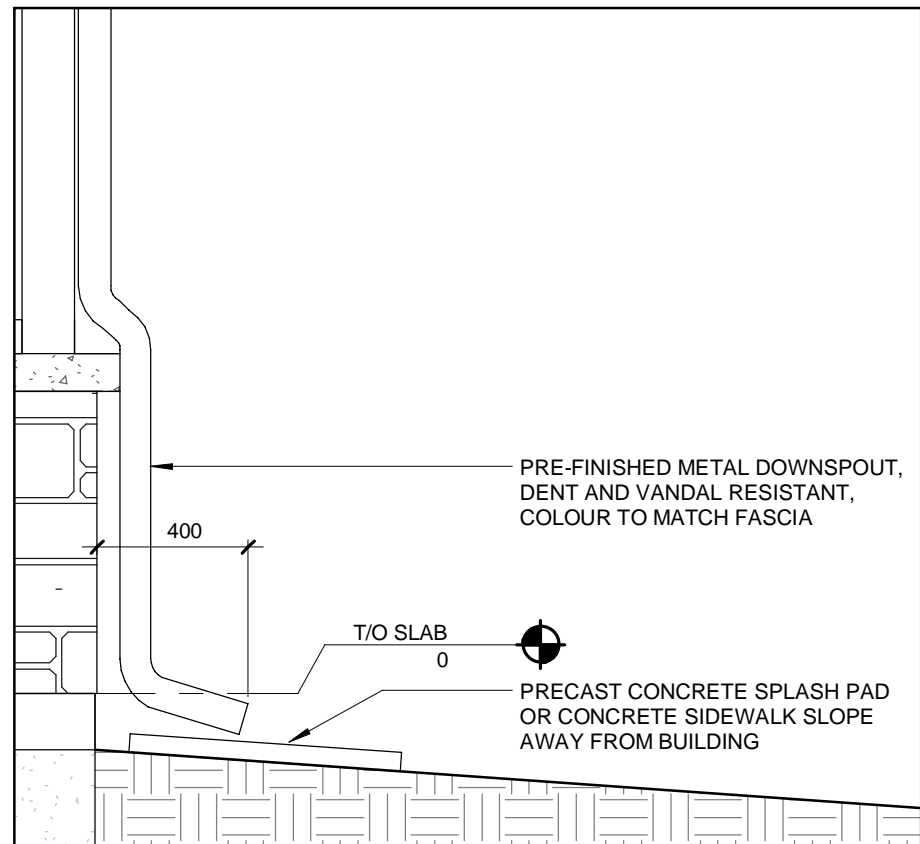 PRE-FINISHED METAL DOWNSPOUT,
DENT AND VANDAL RESISTANT,
COLOUR TO MATCH FASCIA
400
T/O SLAB
0
PRECAST CONCRETE SPLASH PAD
OR CONCRETE SIDEWALK SLOPE
AWAY FROM BUILDING